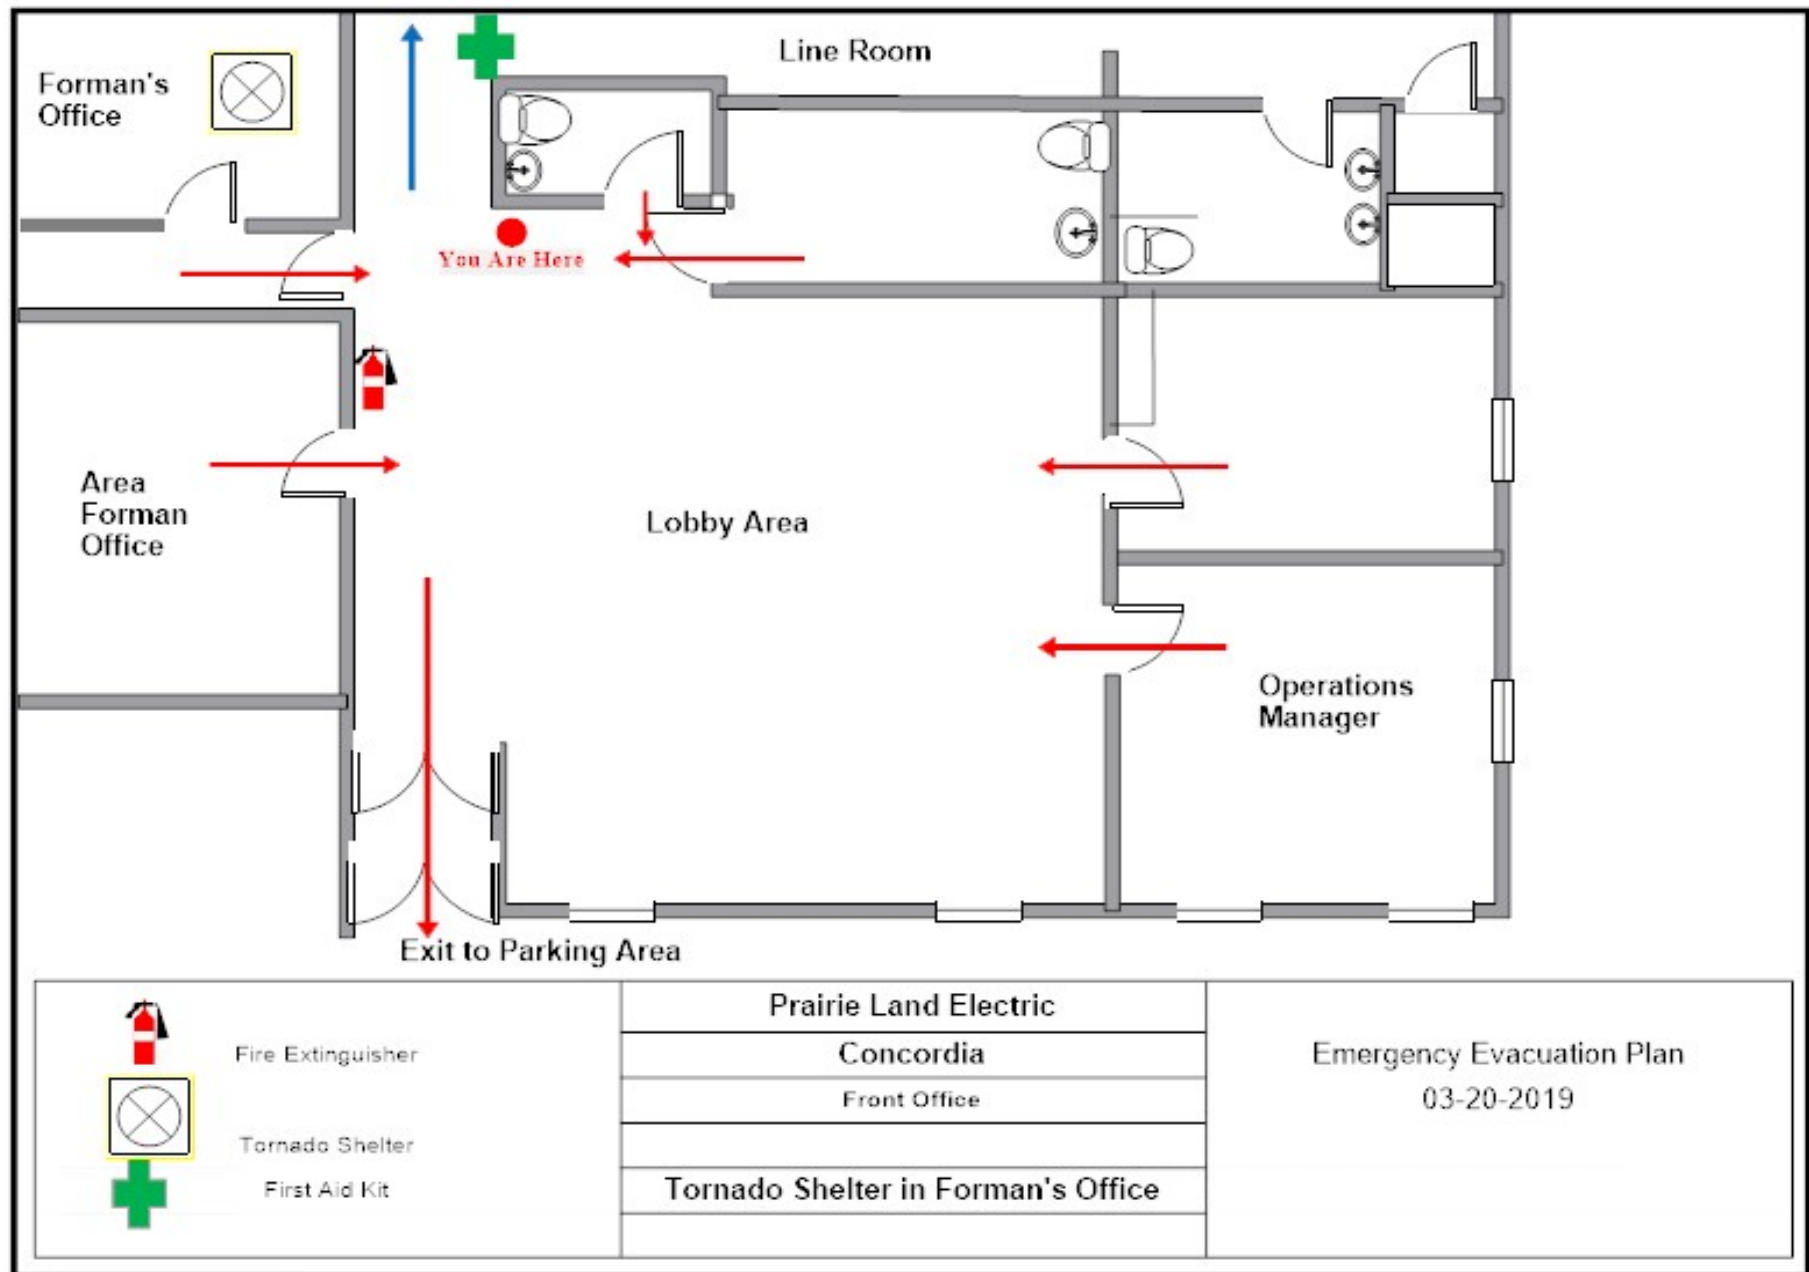 Line Room
Forman's
Office
You Are Here
Area
Forman
Office
Lobby Area
Operations
Manager
Exit to Parking Area
Fire Extinguisher
Tornado Shelter
First Aid Kit
Prairie Land Electric
Concordia
Front Office
Tornado Shelter in Forman's Office
Emergency Evacuation Plan
03-20-2019